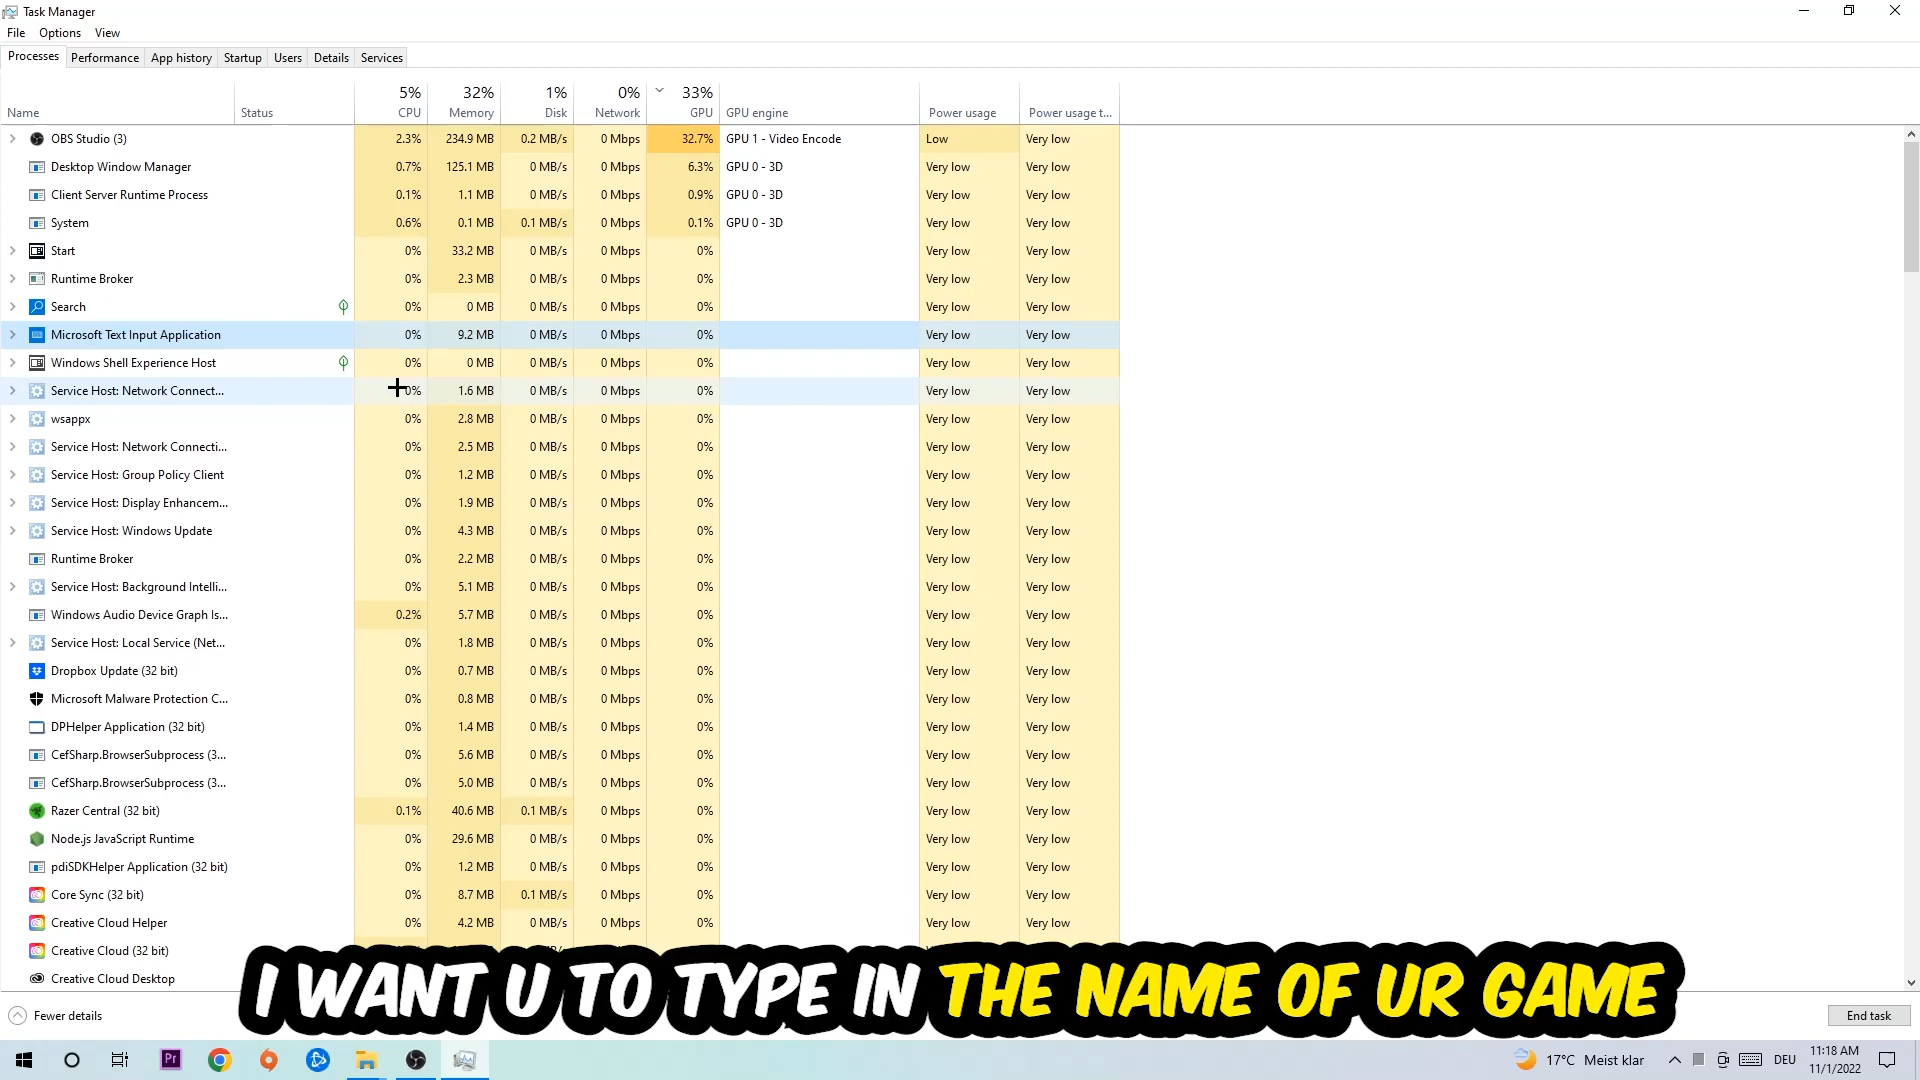 Task Manager
File Options View
Processes Performance App history Startup Users Details Services
5% 32% 1% 0% 33%
Name Status CPU Memory Disk Network GPU GPU engine Power usage Power usage t...
OBS Studio (3) 2.3% 234.9 MB 0.2 MB/s 0 Mbps 32.7% GPU 1 - Video Encode Low Very low
Desktop Window Manager 0.7% 125.1 MB 0 MB/s 0 Mbps 6.3% GPU 0 - 3D Very low Very low
Client Server Runtime Process 0.1% 1.1 MB 0 MB/s 0 Mbps 0.9% GPU 0 - 3D Very low Very low
System 0.6% 0.1 MB 0.1 MB/s 0 Mbps 0.1% GPU 0 - 3D Very low Very low
Start 0% 33.2 MB 0 MB/s 0 Mbps 0% Very low Very low
Runtime Broker 0% 2.3 MB 0 MB/s 0 Mbps 0% Very low Very low
Search 0% 0 MB 0 MB/s 0 Mbps 0% Very low Very low
Microsoft Text Input Application 0% 9.2 MB 0 MB/s 0 Mbps 0% Very low Very low
Windows Shell Experience Host 0% 0 MB 0 MB/s 0 Mbps 0% Very low Very low
Service Host: Network Connect... 0% 1.6 MB 0 MB/s 0 Mbps 0% Very low Very low
wsappx 0% 2.8 MB 0 MB/s 0 Mbps 0% Very low Very low
Service Host: Network Connecti... 0% 2.5 MB 0 MB/s 0 Mbps 0% Very low Very low
Service Host: Group Policy Client 0% 1.2 MB 0 MB/s 0 Mbps 0% Very low Very low
Service Host: Display Enhancem... 0% 1.9 MB 0 MB/s 0 Mbps 0% Very low Very low
Service Host: Windows Update 0% 4.3 MB 0 MB/s 0 Mbps 0% Very low Very low
Runtime Broker 0% 2.2 MB 0 MB/s 0 Mbps 0% Very low Very low
Service Host: Background Intelli... 0% 5.1 MB 0 MB/s 0 Mbps 0% Very low Very low
Windows Audio Device Graph Is... 0.2% 5.7 MB 0 MB/s 0 Mbps 0% Very low Very low
Service Host: Local Service (Net... 0% 1.8 MB 0 MB/s 0 Mbps 0% Very low Very low
Dropbox Update (32 bit) 0% 0.7 MB 0 MB/s 0 Mbps 0% Very low Very low
Microsoft Malware Protection C... 0% 0.8 MB 0 MB/s 0 Mbps 0% Very low Very low
DPHelper Application (32 bit) 0% 1.4 MB 0 MB/s 0 Mbps 0% Very low Very low
CefSharp.BrowserSubprocess (3... 0% 5.6 MB 0 MB/s 0 Mbps 0% Very low Very low
CefSharp.BrowserSubprocess (3... 0% 5.0 MB 0 MB/s 0 Mbps 0% Very low Very low
Razer Central (32 bit) 0.1% 40.6 MB 0.1 MB/s 0 Mbps 0% Very low Very low
Node.js JavaScript Runtime 0% 29.6 MB 0 MB/s 0 Mbps 0% Very low Very low
pdiSDKHelper Application (32 bit) 0% 1.2 MB 0 MB/s 0 Mbps 0% Very low Very low
Core Sync (32 bit) 0% 8.7 MB 0.1 MB/s 0 Mbps 0% Very low Very low
Creative Cloud Helper 0% 4.2 MB 0 MB/s 0 Mbps 0% Very low Very low
Creative Cloud (32 bit)
Creative Cloud Desktop
I WANT U TO TYPE IN THE NAME OF UR GAME
Fewer details End task
Pr 17°C Meist klar DEU 11:18 AM
11/1/2022